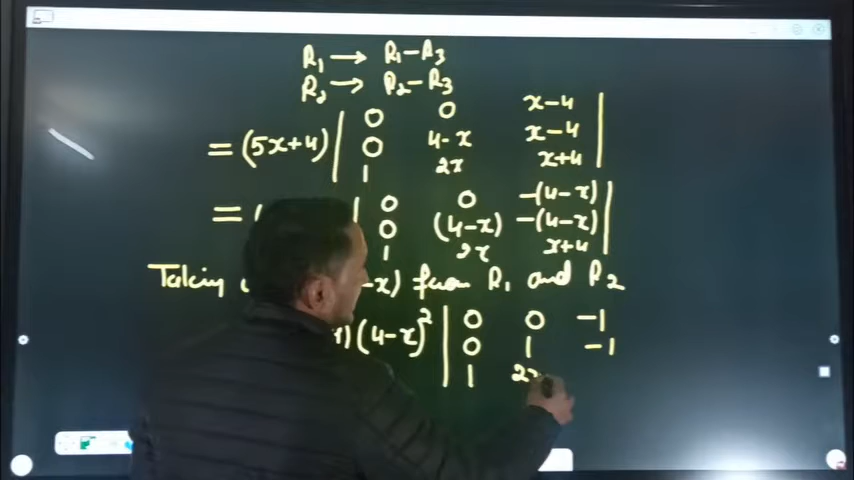 R₁ → R₁-R₃
R₂ → R₂-R₃
0 0 x-4
= (5x+4) 0 4-x x-4
1 2x x+4
0 0 -(4-x)
= 0 (4-x) -(4-x)
1 2x x+4
Taking -x) from R₁ and R₂
0 0 -1
)(4-x)² 0 1 -1
1